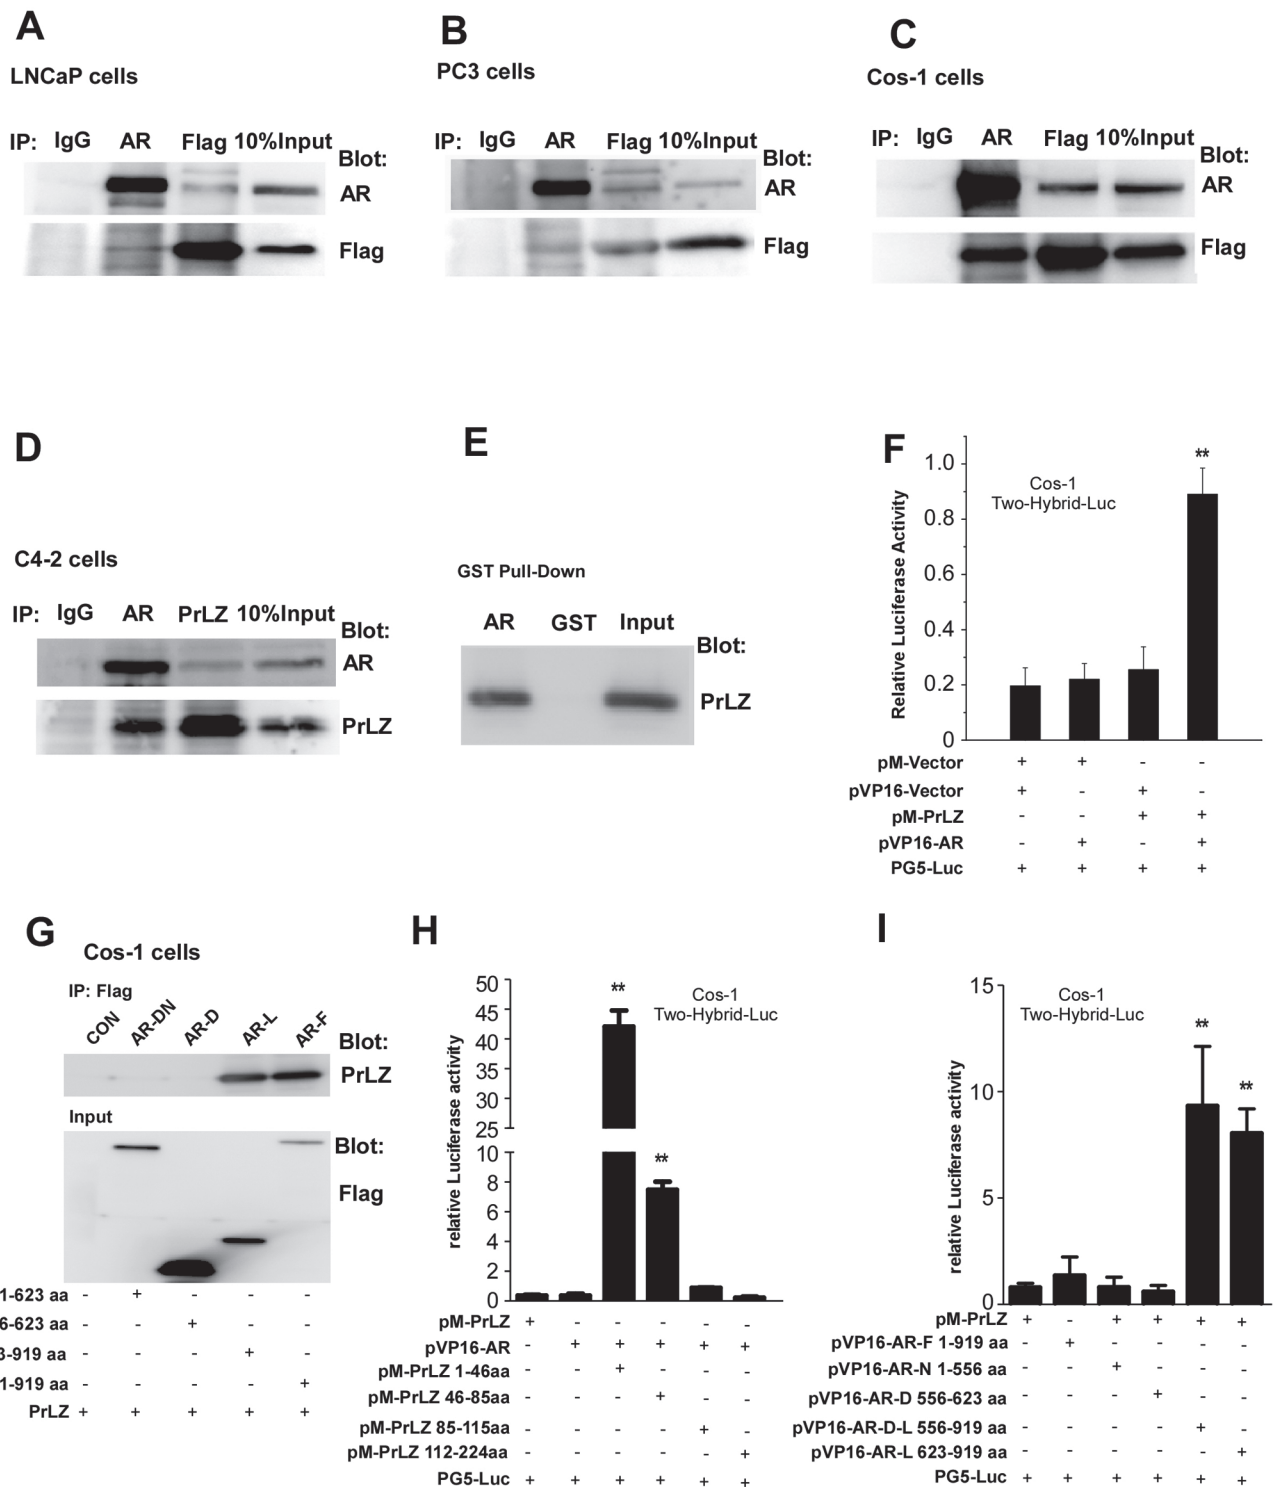 A
LNCaP cells
IP: IgG AR Flag 10%Input
Blot:
AR
Flag
B
PC3 cells
IP: IgG AR Flag 10%Input
Blot:
AR
Flag
C
Cos-1 cells
IP: IgG AR Flag 10%Input
Blot:
AR
Flag
D
C4-2 cells
IP: IgG AR PrLZ 10%Input
Blot:
AR
PrLZ
E
GST Pull-Down
AR GST Input
Blot:
PrLZ
F
Relative Luciferase Activity
1.0
0.8
0.6
0.4
0.2
0
Cos-1
Two-Hybrid-Luc
**
pM-Vector + + - -
pVP16-Vector + - + -
pM-PrLZ - - + +
pVP16-AR - + - +
PG5-Luc + + + +
G
Cos-1 cells
IP: Flag
CON AR-DN AR-D AR-L AR-F
Blot:
PrLZ
Input
Blot:
Flag
1-623 aa - + - - -
6-623 aa - - + - -
3-919 aa - - - + -
1-919 aa - - - - +
PrLZ + + + + +
H
relative Luciferase activity
50
45
40
35
30
25
10
8
6
4
2
0
Cos-1
Two-Hybrid-Luc
**
**
pM-PrLZ + - - - - -
pVP16-AR - + + + + +
pM-PrLZ 1-46aa - - + - - -
pM-PrLZ 46-85aa - - - + - -
pM-PrLZ 85-115aa - - - - + -
pM-PrLZ 112-224aa - - - - - +
PG5-Luc + + + + + +
I
relative Luciferase activity
15
10
5
0
Cos-1
Two-Hybrid-Luc
**
**
pM-PrLZ + - + + + +
pVP16-AR-F 1-919 aa - + - - - -
pVP16-AR-N 1-556 aa - - + - - -
pVP16-AR-D 556-623 aa - - - + - -
pVP16-AR-D-L 556-919 aa - - - - + -
pVP16-AR-L 623-919 aa - - - - - +
PG5-Luc + + + + + +